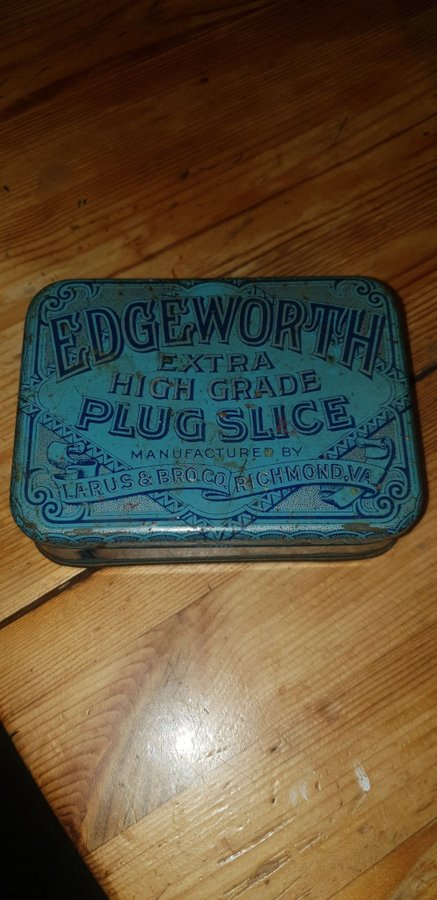 EDGEWORTH
EXTRA
HIGH GRADE
PLUG SLICE
MANUFACTURED BY
LARUS & BRO. CO. RICHMOND, VA.